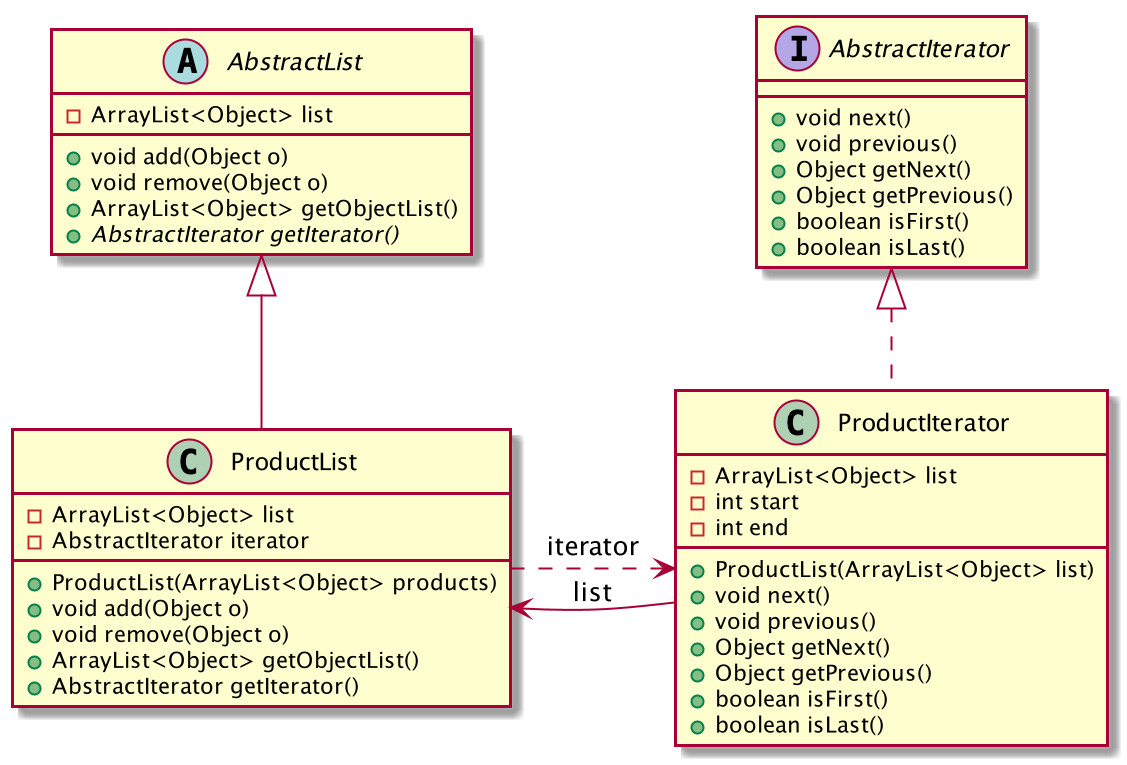 A AbstractList
ArrayList<Object> list
void add(Object o)
void remove(Object o)
ArrayList<Object> getObjectList()
AbstractIterator getIterator()
I AbstractIterator
void next()
void previous()
Object getNext()
Object getPrevious()
boolean isFirst()
boolean isLast()
C ProductList
ArrayList<Object> list
AbstractIterator iterator
ProductList(ArrayList<Object> products)
void add(Object o)
void remove(Object o)
ArrayList<Object> getObjectList()
AbstractIterator getIterator()
iterator
list
C ProductIterator
ArrayList<Object> list
int start
int end
ProductList(ArrayList<Object> list)
void next()
void previous()
Object getNext()
Object getPrevious()
boolean isFirst()
boolean isLast()